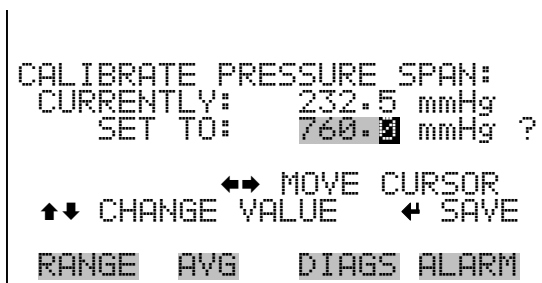 CALIBRATE PRESSURE SPAN:
CURRENTLY: 232.5 mmHg
SET TO: 760.0 mmHg ?
←→ MOVE CURSOR
↑↓ CHANGE VALUE ↵ SAVE
RANGE AVG DIAGS ALARM